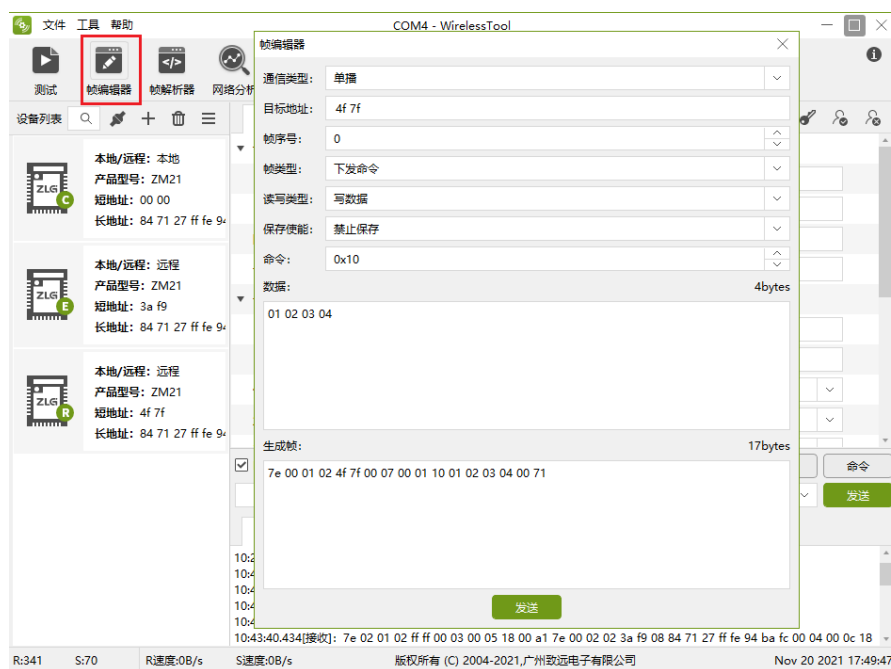 COM4 - WirelessTool
文件 工具 帮助
测试 帧编辑器 帧解析器 网络分析
设备列表
本地/远程：本地
产品型号：ZM21
短地址：00 00
长地址：84 71 27 ff fe 94
ZLG C
本地/远程：远程
产品型号：ZM21
短地址：3a f9
长地址：84 71 27 ff fe 94
ZLG E
本地/远程：远程
产品型号：ZM21
短地址：4f 7f
长地址：84 71 27 ff fe 94
ZLG R
帧编辑器
通信类型： 单播
目标地址： 4f 7f
帧序号： 0
帧类型： 下发命令
读写类型： 写数据
保存使能： 禁止保存
命令： 0x10
数据： 4bytes
01 02 03 04
生成帧： 17bytes
7e 00 01 02 4f 7f 00 07 00 01 10 01 02 03 04 00 71
发送
命令
发送
10:43:40.434[接收]: 7e 02 01 02 ff ff 00 03 00 05 18 00 a1 7e 00 02 02 3a f9 08 84 71 27 ff fe 94 ba fc 00 04 00 0c 18
R:341 S:70 R速度:0B/s S速度:0B/s 版权所有 (C) 2004-2021,广州致远电子有限公司 Nov 20 2021 17:49:47